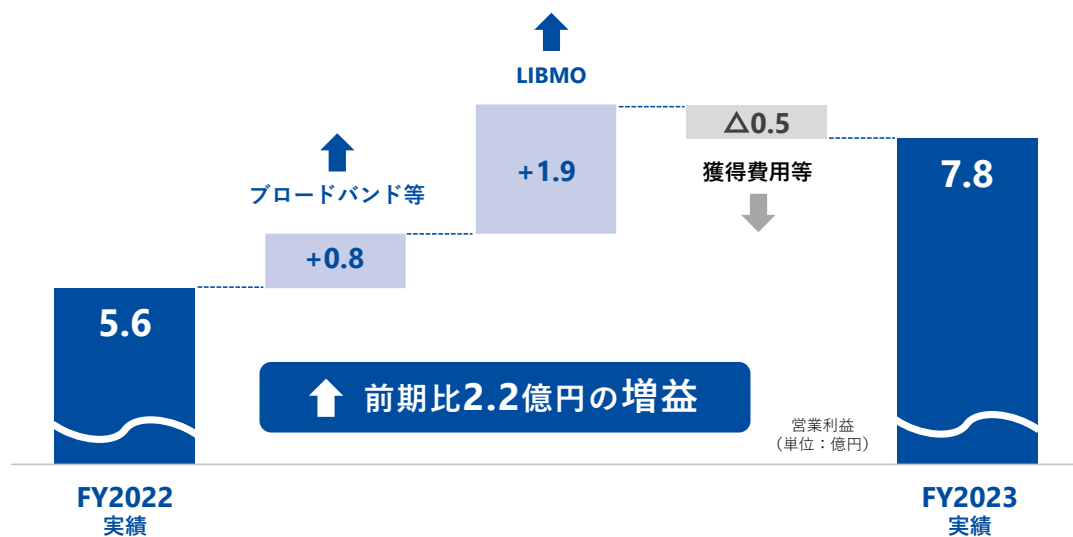 LIBMO
ブロードバンド等
+0.8
+1.9
△0.5
獲得費用等
5.6
7.8
前期比2.2億円の増益
営業利益
（単位：億円）
FY2022
実績
FY2023
実績